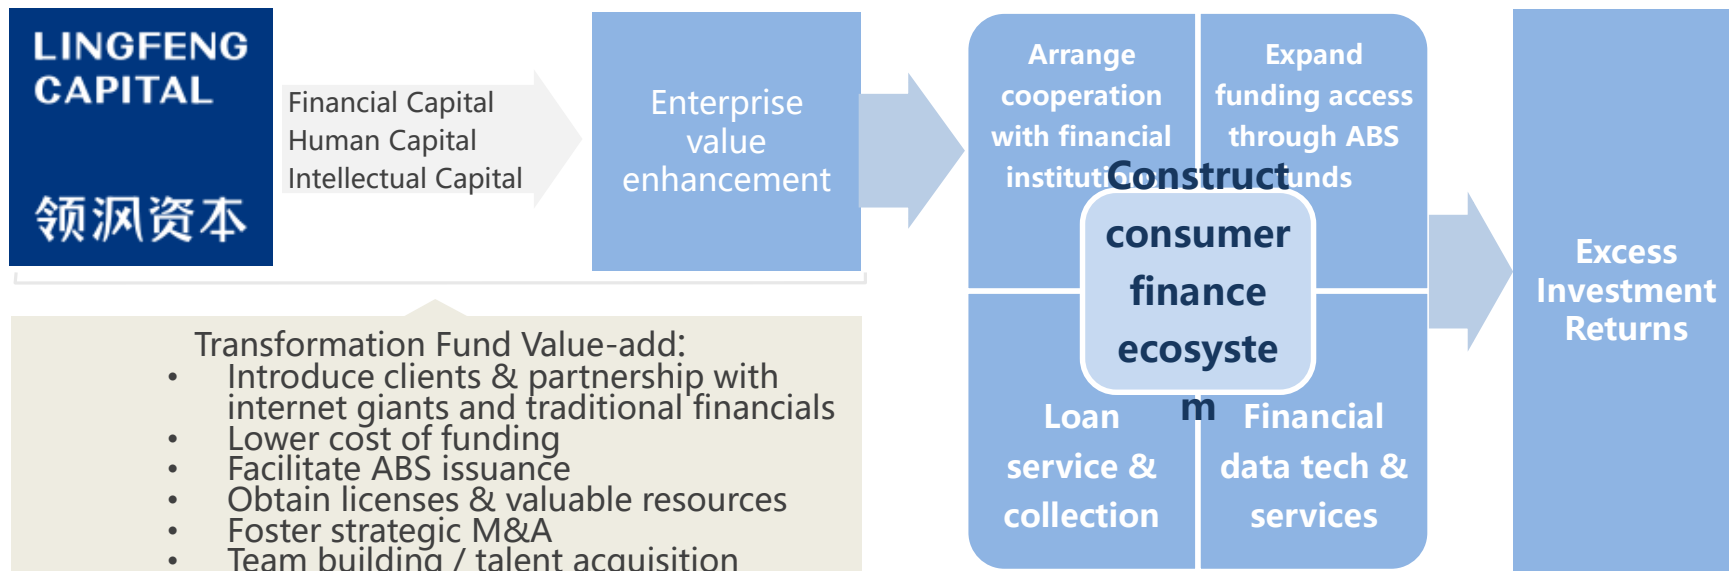 LINGFENG
CAPITAL
领沨资本
Financial Capital
Human Capital
Intellectual Capital
Enterprise
value
enhancement
Transformation Fund Value-add:
• Introduce clients & partnership with
internet giants and traditional financials
• Lower cost of funding
• Facilitate ABS issuance
• Obtain licenses & valuable resources
• Foster strategic M&A
• Team building / talent acquisition
Arrange
cooperation
with financial
institutions
Expand
funding access
through ABS
funds
Construct
consumer
finance
ecosyste
m
Loan
service &
collection
Financial
data tech &
services
Excess
Investment
Returns